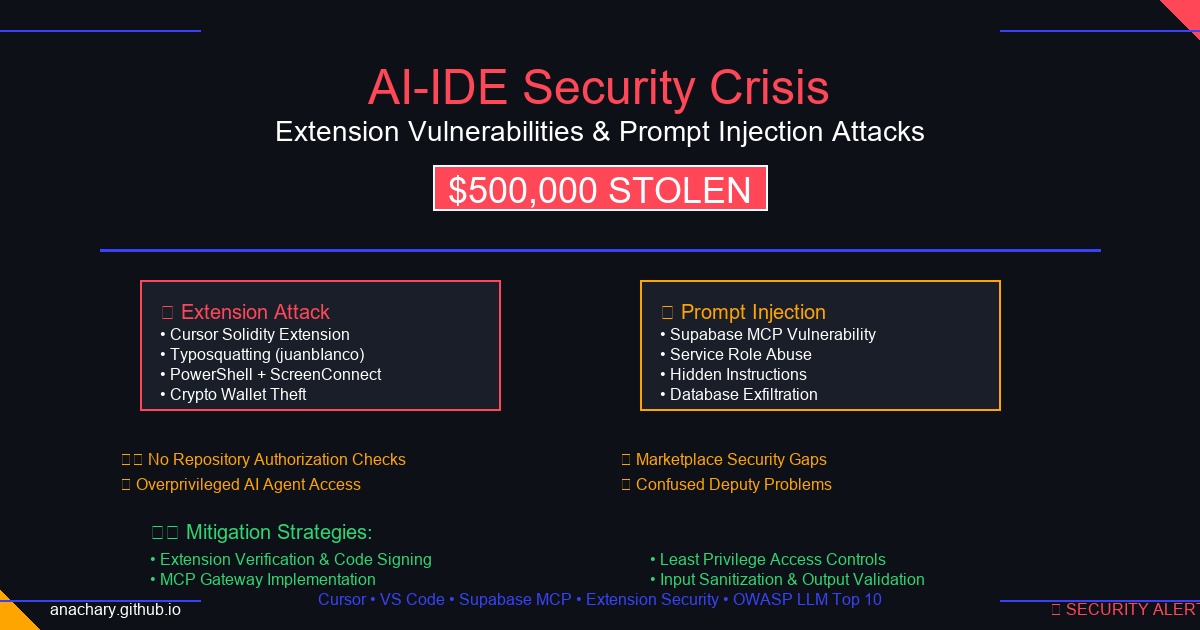 AI-IDE Security Crisis
Extension Vulnerabilities & Prompt Injection Attacks
$500,000 STOLEN
Extension Attack
• Cursor Solidity Extension
• Typosquatting (juanbIanco)
• PowerShell + ScreenConnect
• Crypto Wallet Theft
Prompt Injection
• Supabase MCP Vulnerability
• Service Role Abuse
• Hidden Instructions
• Database Exfiltration
No Repository Authorization Checks
Overprivileged AI Agent Access
Marketplace Security Gaps
Confused Deputy Problems
Mitigation Strategies:
• Extension Verification & Code Signing
• MCP Gateway Implementation
• Least Privilege Access Controls
• Input Sanitization & Output Validation
Cursor • VS Code • Supabase MCP • Extension Security • OWASP LLM Top 10
anachary.github.io
SECURITY ALERT